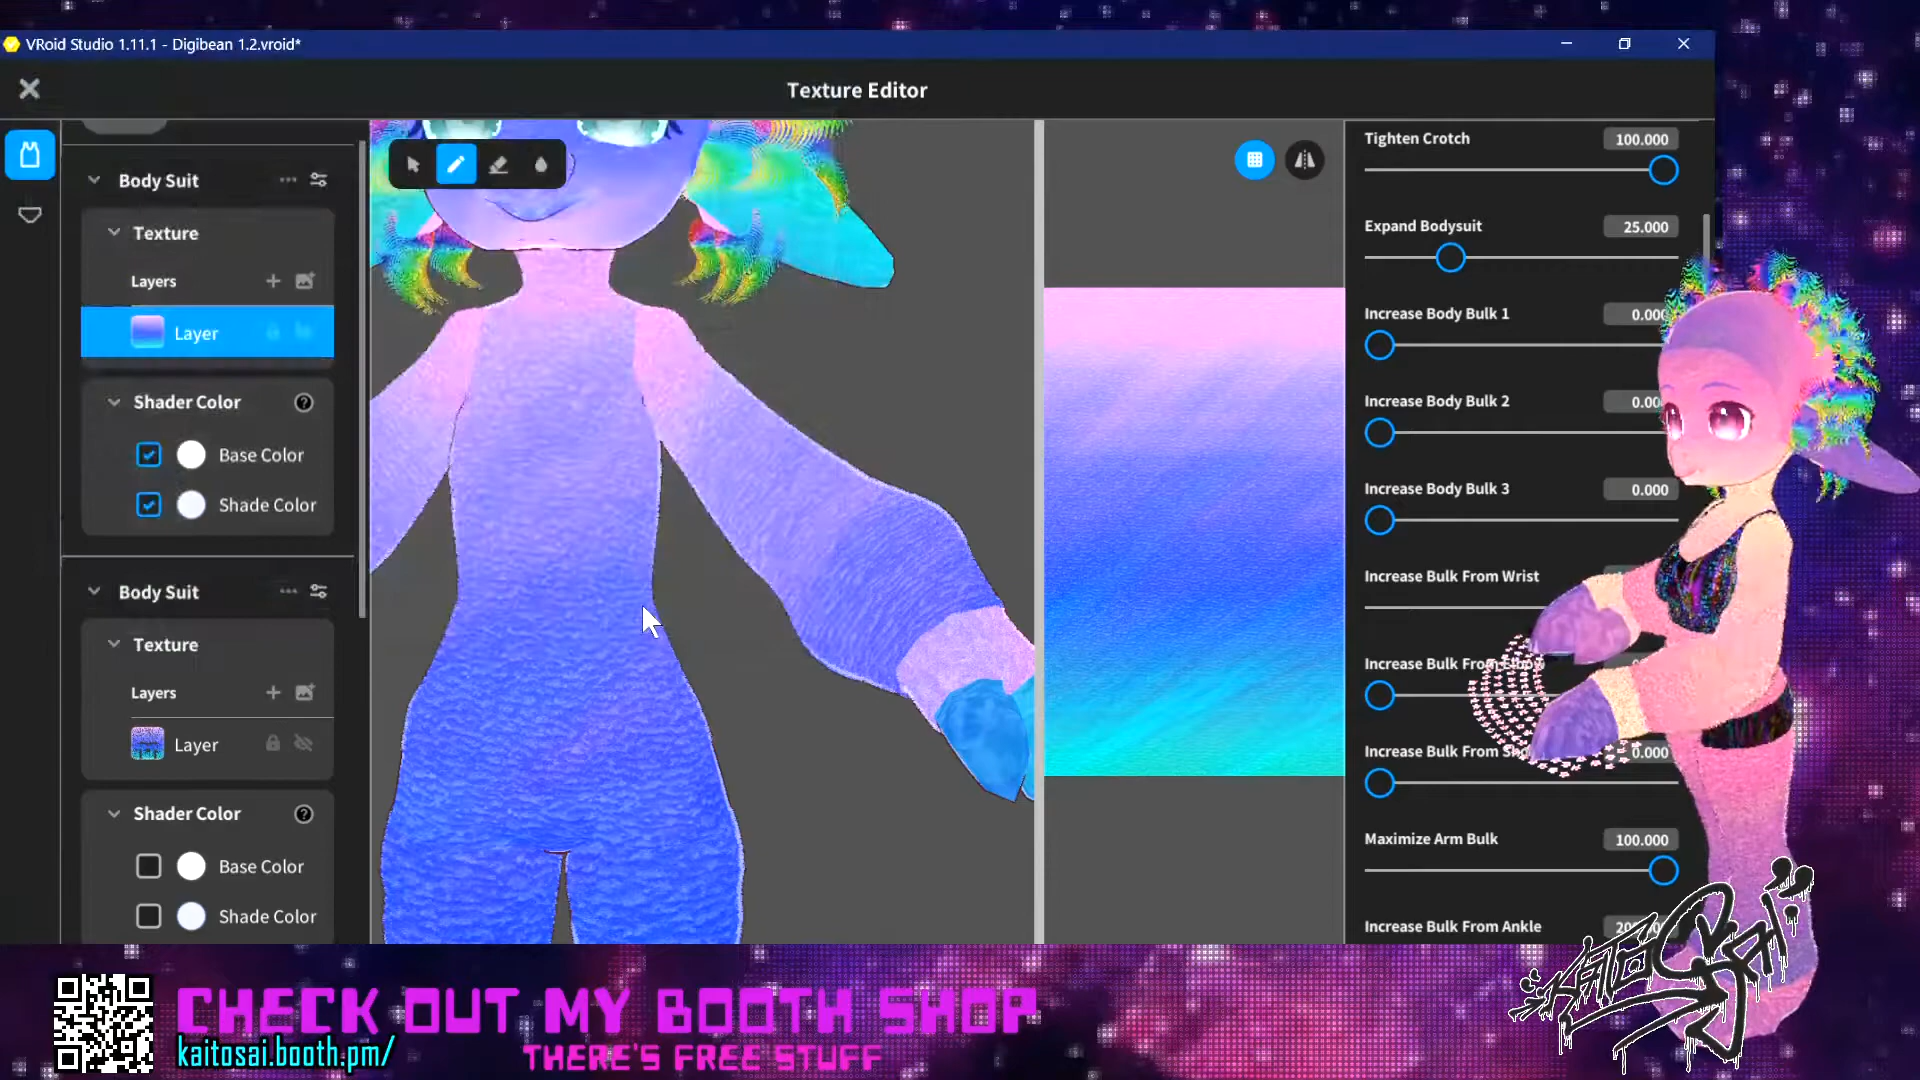 VRoid Studio 1.11.1 - Digibean 1.2.vroid*
Texture Editor
Body Suit
Texture
Layers
Layer
Shader Color
Base Color
Shade Color
Body Suit
Texture
Layers
Layer
Shader Color
Base Color
Shade Color
Tighten Crotch 100.000
Expand Bodysuit 25.000
Increase Body Bulk 1
Increase Body Bulk 2
Increase Body Bulk 3 0.000
Increase Bulk From Wrist
Increase Bulk From
Increase Bulk From 0.000
Maximize Arm Bulk 100.000
Increase Bulk From Ankle
CHECK OUT MY BOOTH SHOP
kaitosai.booth.pm/
THERE'S FREE STUFF
KaitoSai